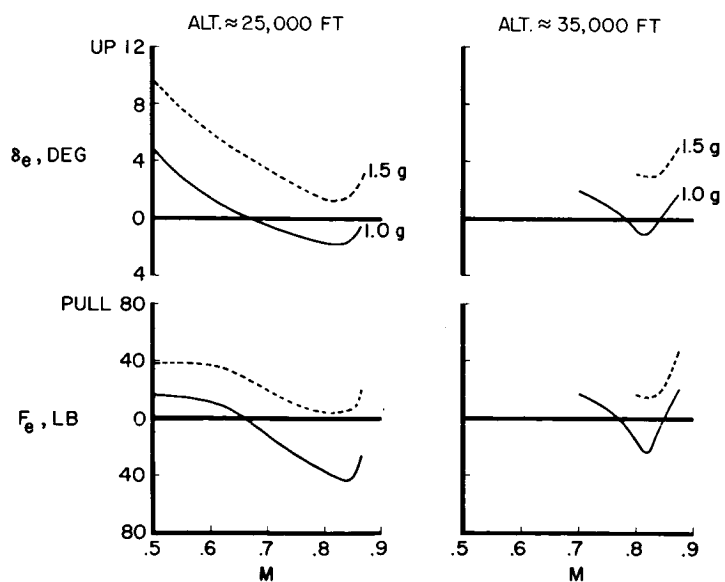 ALT. ≈ 25,000 FT
ALT. ≈ 35,000 FT
UP 12
8
δe, DEG
4
0
4
1.5 g
1.0 g
1.5 g
1.0 g
PULL 80
40
0
Fe, LB
40
80
.5 .6 .7 .8 .9
M
.5 .6 .7 .8 .9
M